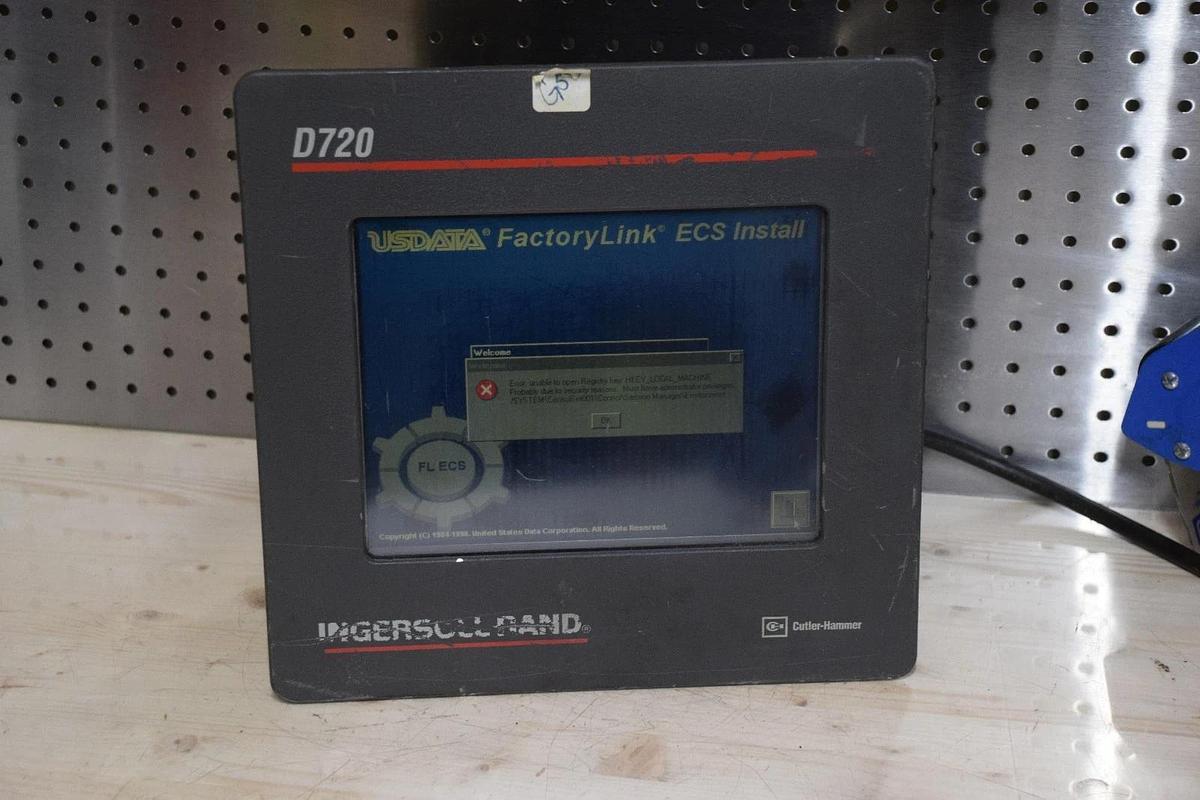 D720
USDATA® FactoryLink® ECS Install
Welcome
Error, unable to open Registry key HKEY_LOCAL_MACHINE
Probably due to security reasons. Must have administrator privileges.
OK
FL ECS
Copyright (C) 1984-1998. United States Data Corporation. All Rights Reserved.
INGERSOLL-RAND®
Cutler-Hammer